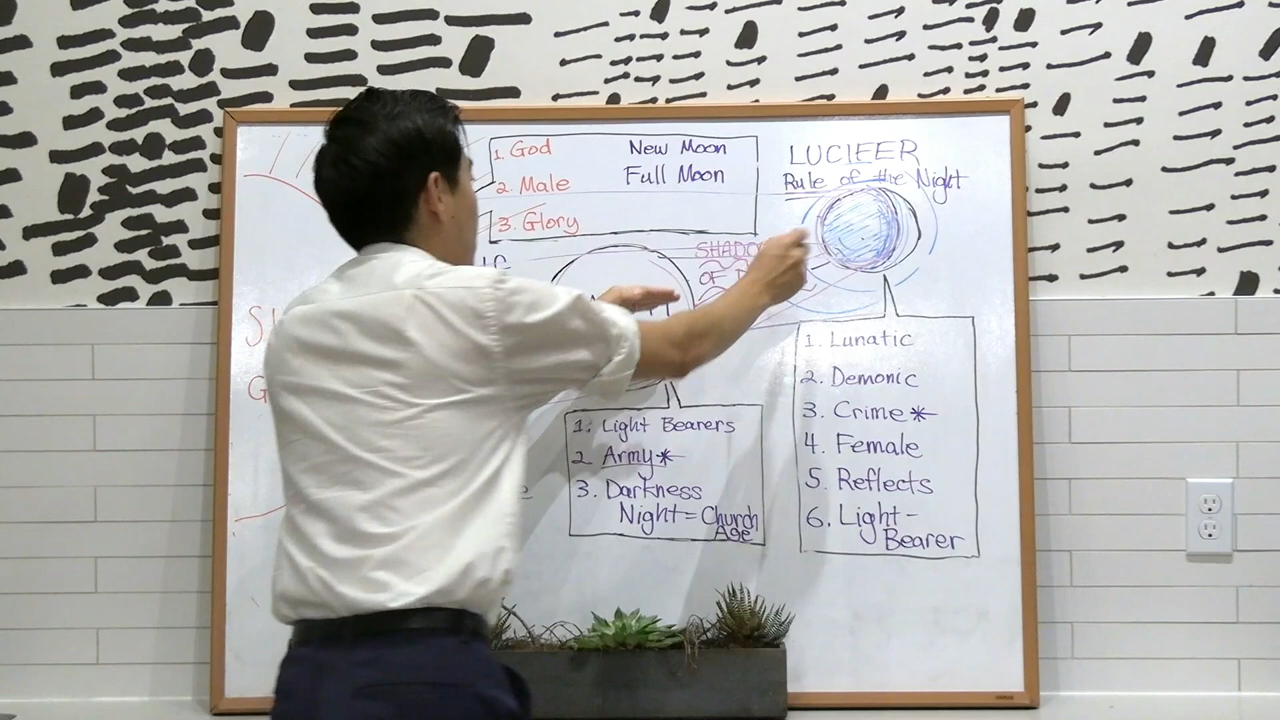 1. God
New Moon
2. Male
Full Moon
3. Glory
LUCIFER
Rule of the Night
OF
1. Lunatic
2. Demonic
3. Crime*
4. Female
5. Reflects
6. Light-
Bearer
1. Light Bearers
2 Army*
3. Darkness
Night = Church
Age